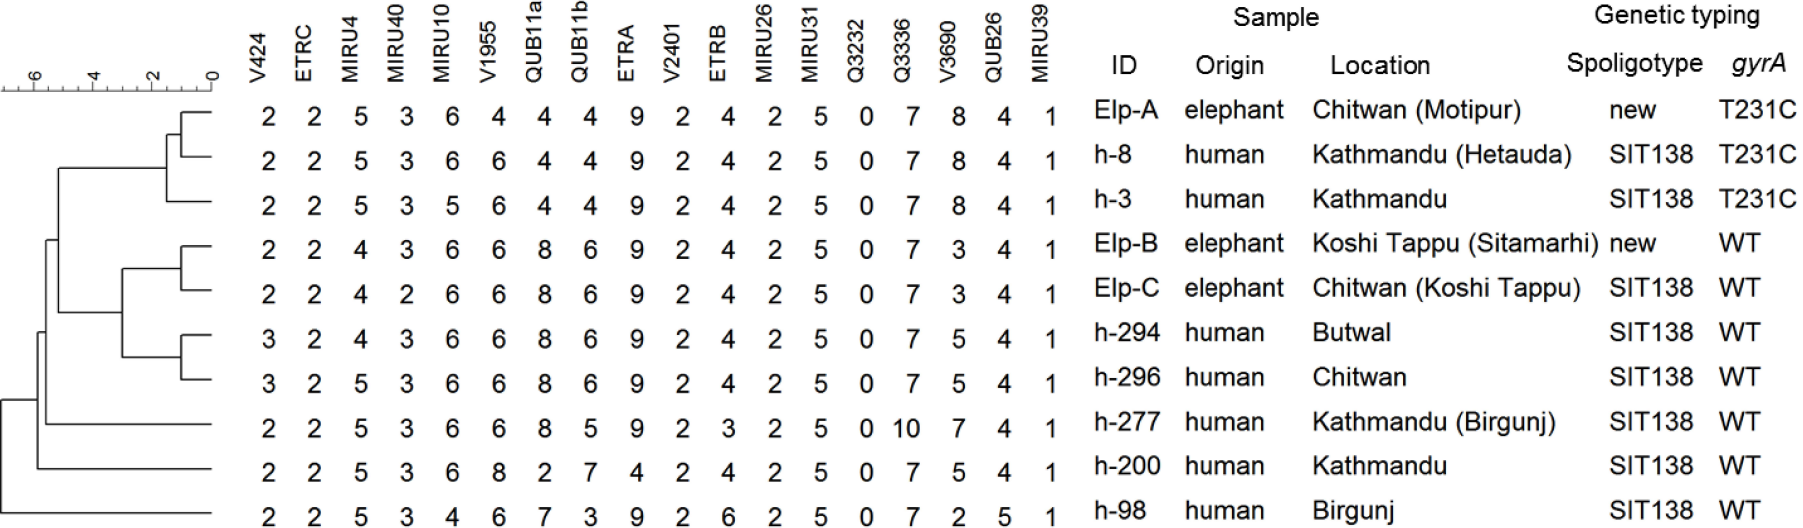 Sample Genetic typing
-6 -4 -2 -0 V424 ETRC MIRU4 MIRU40 MIRU10 V1955 QUB11a QUB11b ETRA V2401 ETRB MIRU26 MIRU31 Q3232 Q336 V3690 QUB26 MIRU39 ID Origin Location Spoligotype gyrA
2 2 5 3 6 4 4 4 9 2 4 2 5 0 7 8 4 1 Elp-A elephant Chitwan (Motipur) new T231C
2 2 5 3 6 6 4 4 9 2 4 2 5 0 7 8 4 1 h-8 human Kathmandu (Hetauda) SIT138 T231C
2 2 5 3 5 6 4 4 9 2 4 2 5 0 7 8 4 1 h-3 human Kathmandu SIT138 T231C
2 2 4 3 6 6 8 6 9 2 4 2 5 0 7 3 4 1 Elp-B elephant Koshi Tappu (Sitamarhi) new WT
2 2 4 2 6 6 8 6 9 2 4 2 5 0 7 3 4 1 Elp-C elephant Chitwan (Koshi Tappu) SIT138 WT
3 2 4 3 6 6 8 6 9 2 4 2 5 0 7 5 4 1 h-294 human Butwal SIT138 WT
3 2 5 3 6 6 8 6 9 2 4 2 5 0 7 5 4 1 h-296 human Chitwan SIT138 WT
2 2 5 3 6 6 8 5 9 2 3 2 5 0 10 7 4 1 h-277 human Kathmandu (Birgunj) SIT138 WT
2 2 5 3 6 8 2 7 4 2 4 2 5 0 7 5 4 1 h-200 human Kathmandu SIT138 WT
2 2 5 3 4 6 7 3 9 2 6 2 5 0 7 2 5 1 h-98 human Birgunj SIT138 WT